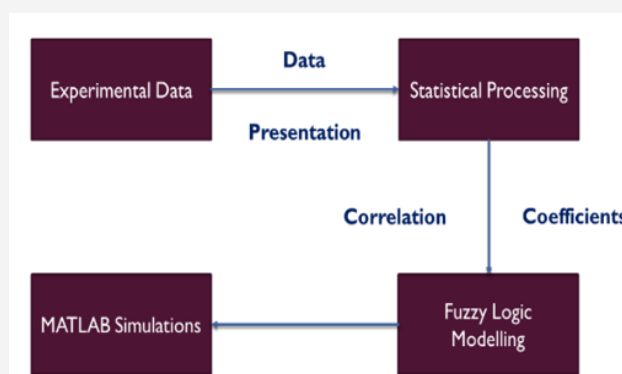 Data
Experimental Data
Statistical Processing
Presentation
Correlation
Coefficients
MATLAB Simulations
Fuzzy Logic
Modelling